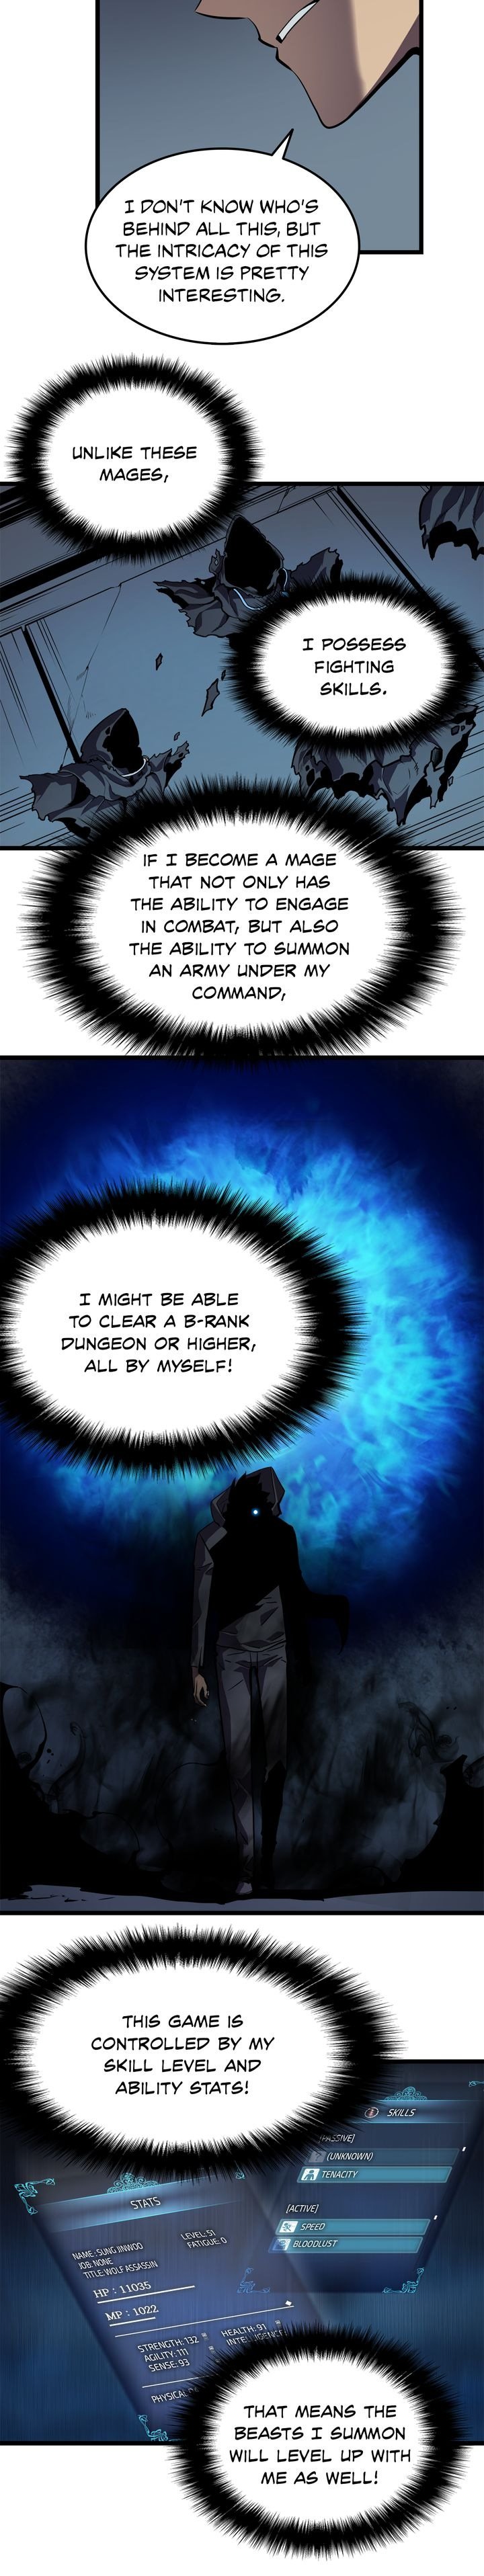 I DON'T KNOW WHO'S
BEHIND ALL THIS, BUT
THE INTRICACY OF THIS
SYSTEM IS PRETTY
INTERESTING.
UNLIKE THESE
MAGES,
I POSSESS
FIGHTING
SKILLS.
IF I BECOME A MAGE
THAT NOT ONLY HAS
THE ABILITY TO ENGAGE
IN COMBAT, BUT ALSO
THE ABILITY TO SUMMON
AN ARMY UNDER MY
COMMAND,
I MIGHT BE ABLE
TO CLEAR A B-RANK
DUNGEON OR HIGHER,
ALL BY MYSELF!
THIS GAME IS
CONTROLLED BY MY
SKILL LEVEL AND
ABILITY STATS!
SKILLS
[PASSIVE]
(UNKNOWN)
TENACITY
[ACTIVE]
SPEED
BLOODLUST
STATS
NAME : SUNG JINWOO
JOB: NONE
TITLE: WOLF ASSASSIN
LEVEL: 51
FATIGUE: 0
HP : 11035
MP : 1022
STRENGTH: 132
AGILITY: 111
SENSE: 93
HEALTH: 91
INTELLIGENCE
PHYSICAL
THAT MEANS THE
BEASTS I SUMMON
WILL LEVEL UP WITH
ME AS WELL!